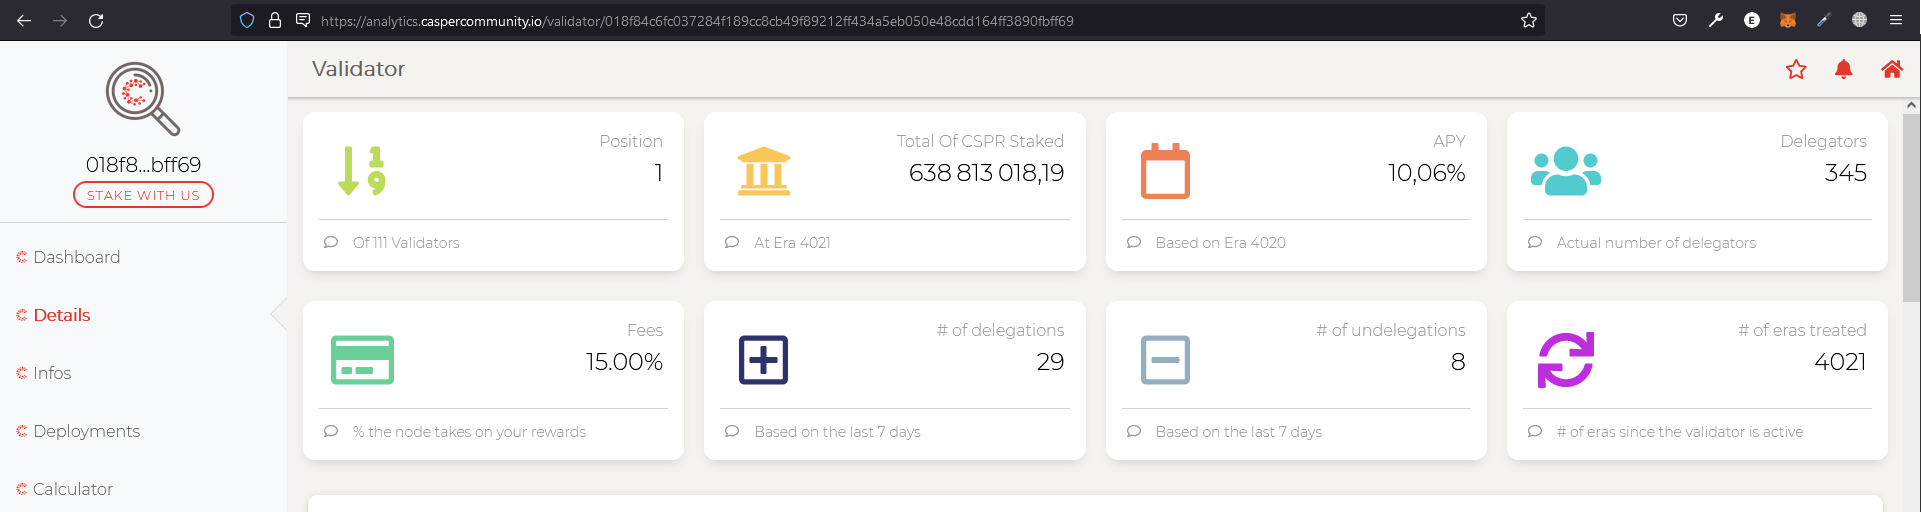 https://analytics.caspercommunity.io/validator/018f84c6fc037284f189cc8cb49f89212ff434a5eb050e48cdd164ff3890fbff69
E
018f8...bff69
STAKE WITH US
Dashboard
Details
Infos
Deployments
Calculator
Validator
Position
1
Of 111 Validators
Total Of CSPR Staked
638 813 018,19
At Era 4021
APY
10,06%
Based on Era 4020
Delegators
345
Actual number of delegators
Fees
15.00%
% the node takes on your rewards
# of delegations
29
Based on the last 7 days
# of undelegations
8
Based on the last 7 days
# of eras treated
4021
# of eras since the validator is active